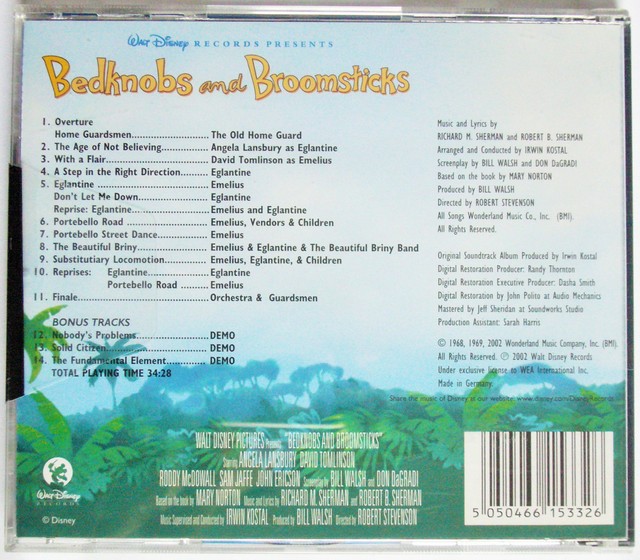 Walt Disney RECORDS PRESENTS
Bedknobs and Broomsticks
1. Overture
Home Guardsmen............................The Old Home Guard
2. The Age of Not Believing................Angela Lansbury as Eglantine
3. With a Flair.....................................David Tomlinson as Emelius
4. A Step in the Right Direction...........Eglantine
5. Eglantine ........................................Emelius
Don't Let Me Down.........................Eglantine
Reprise: Eglantine...........................Emelius and Eglantine
6. Portebello Road ..............................Emelius, Vendors & Children
7. Portebello Street Dance...................Emelius
8. The Beautiful Briny.........................Emelius & Eglantine & The Beautiful Briny Band
9. Substitutiary Locomotion................Emelius, Eglantine, & Children
10. Reprises: Eglantine.......................Eglantine
Portebello Road .........Emelius
11. Finale...............................................Orchestra & Guardsmen
BONUS TRACKS
12. Nobody's Problems.........................DEMO
13. Solid Citizen....................................DEMO
14. The Fundamental Element..............DEMO
TOTAL PLAYING TIME 34:28
Music and Lyrics by
RICHARD M. SHERMAN and ROBERT B. SHERMAN
Arranged and Conducted by IRWIN KOSTAL
Screenplay by BILL WALSH and DON DaGRADI
Based on the book by MARY NORTON
Produced by BILL WALSH
Directed by ROBERT STEVENSON
All Songs Wonderland Music Co., Inc. (BMI).
All Rights Reserved.
Original Soundtrack Album Produced by Irwin Kostal
Digital Restoration Producer: Randy Thornton
Digital Restoration Executive Producer: Dasha Smith
Digital Restoration by John Polito at Audio Mechanics
Mastered by Jeff Sheridan at Soundworks Studio
Production Assistant: Sarah Harris
© 1968, 1969, 2002 Wonderland Music Company, Inc. (BMI).
All Rights Reserved. ℗ 2002 Walt Disney Records
Under exclusive license to WEA International Inc.
Made in Germany.
Share the music of Disney at our website: www.disney.com/DisneyRecords
WALT DISNEY PICTURES Presents "BEDKNOBS AND BROOMSTICKS"
Starring ANGELA LANSBURY DAVID TOMLINSON
RODDY McDOWALL SAM JAFFE JOHN ERICSON Screenplay by BILL WALSH and DON DaGRADI
Based on the book by MARY NORTON Music and Lyrics by RICHARD M. SHERMAN and ROBERT B. SHERMAN
Music Supervised and Conducted by IRWIN KOSTAL Produced by BILL WALSH Directed by ROBERT STEVENSON
Walt Disney
RECORDS
© Disney
5 050466 153326